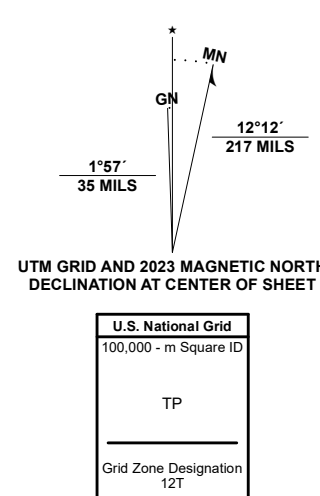 ★
MN
GN
12°12´
217 MILS
1°57´
35 MILS
UTM GRID AND 2023 MAGNETIC NORTH
DECLINATION AT CENTER OF SHEET
U.S. National Grid
100,000 - m Square ID
TP
Grid Zone Designation
12T